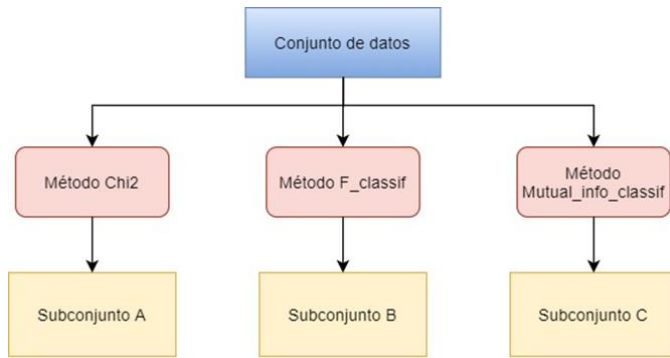 Conjunto de datos
Método Chi2
Método F_classif
Método
Mutual_info_classif
Subconjunto A
Subconjunto B
Subconjunto C